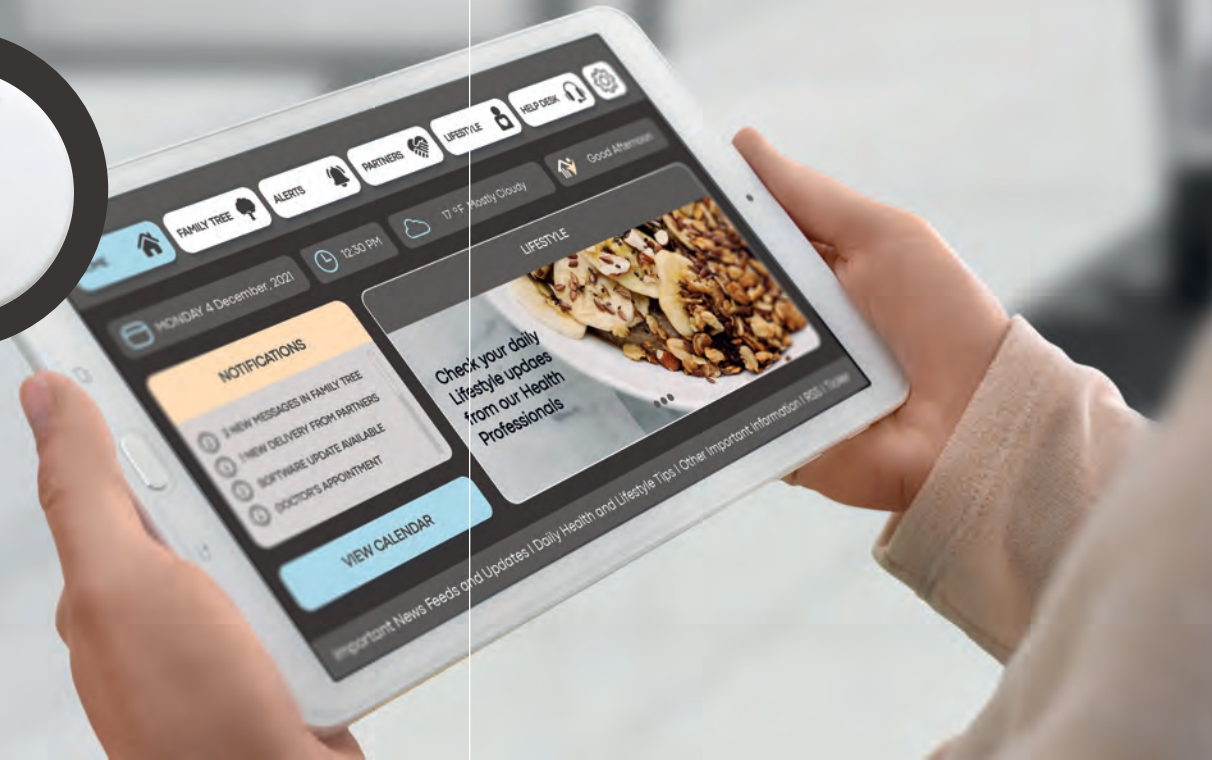 FAMILY TREE
ALERTS
PARTNERS
LIFESTYLE
HELP DESK
MONDAY 4 December, 2021
12:30 PM
17 °F Mostly Cloudy
Good Afternoon
NOTIFICATIONS
2 NEW MESSAGES IN FAMILY TREE
1 NEW DELIVERY FROM PARTNERS
SOFTWARE UPDATE AVAILABLE
DOCTOR'S APPOINTMENT
VIEW CALENDAR
LIFESTYLE
Check your daily
Lifestyle updaes
from our Health
Professionals
Important News Feeds and Updates | Daily Health and Lifestyle Tips | Other Important Information | RSS | Ticker